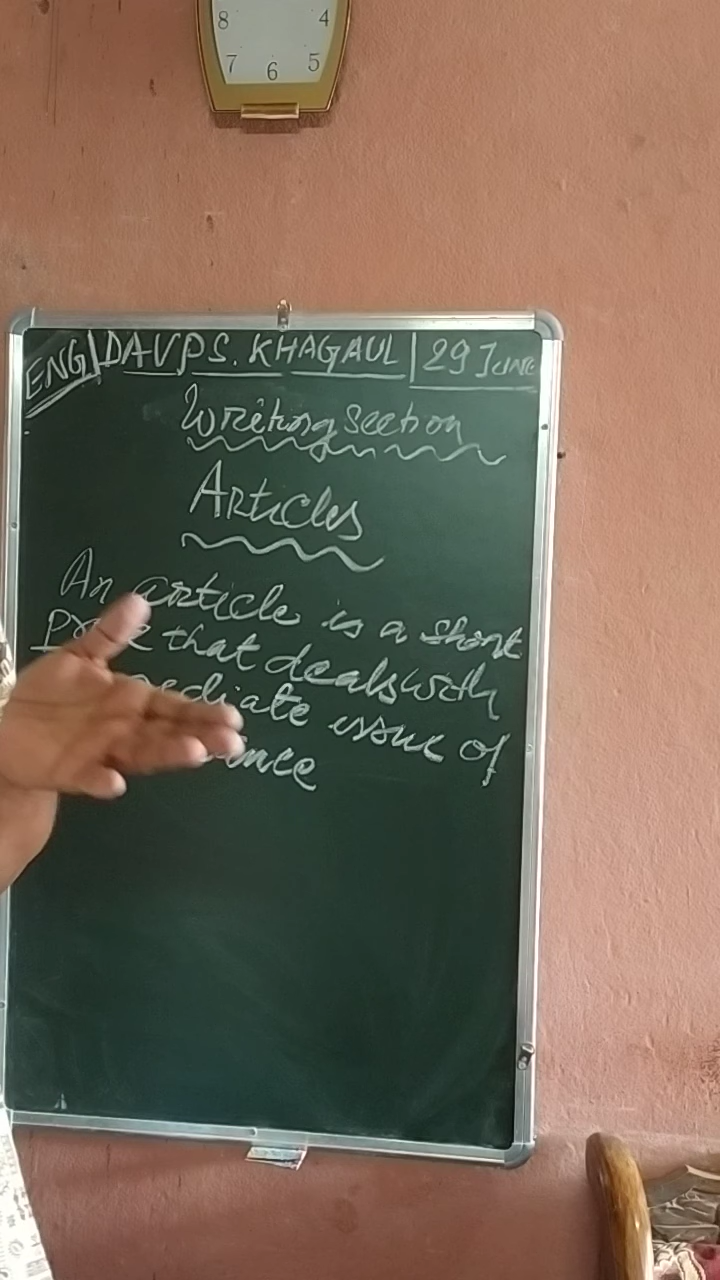 8 4
7 6 5
ENG | DAVPS. KHAGAUL | 29 JUNE
Writing Section
Articles
An article is a short
that deals with
issue of